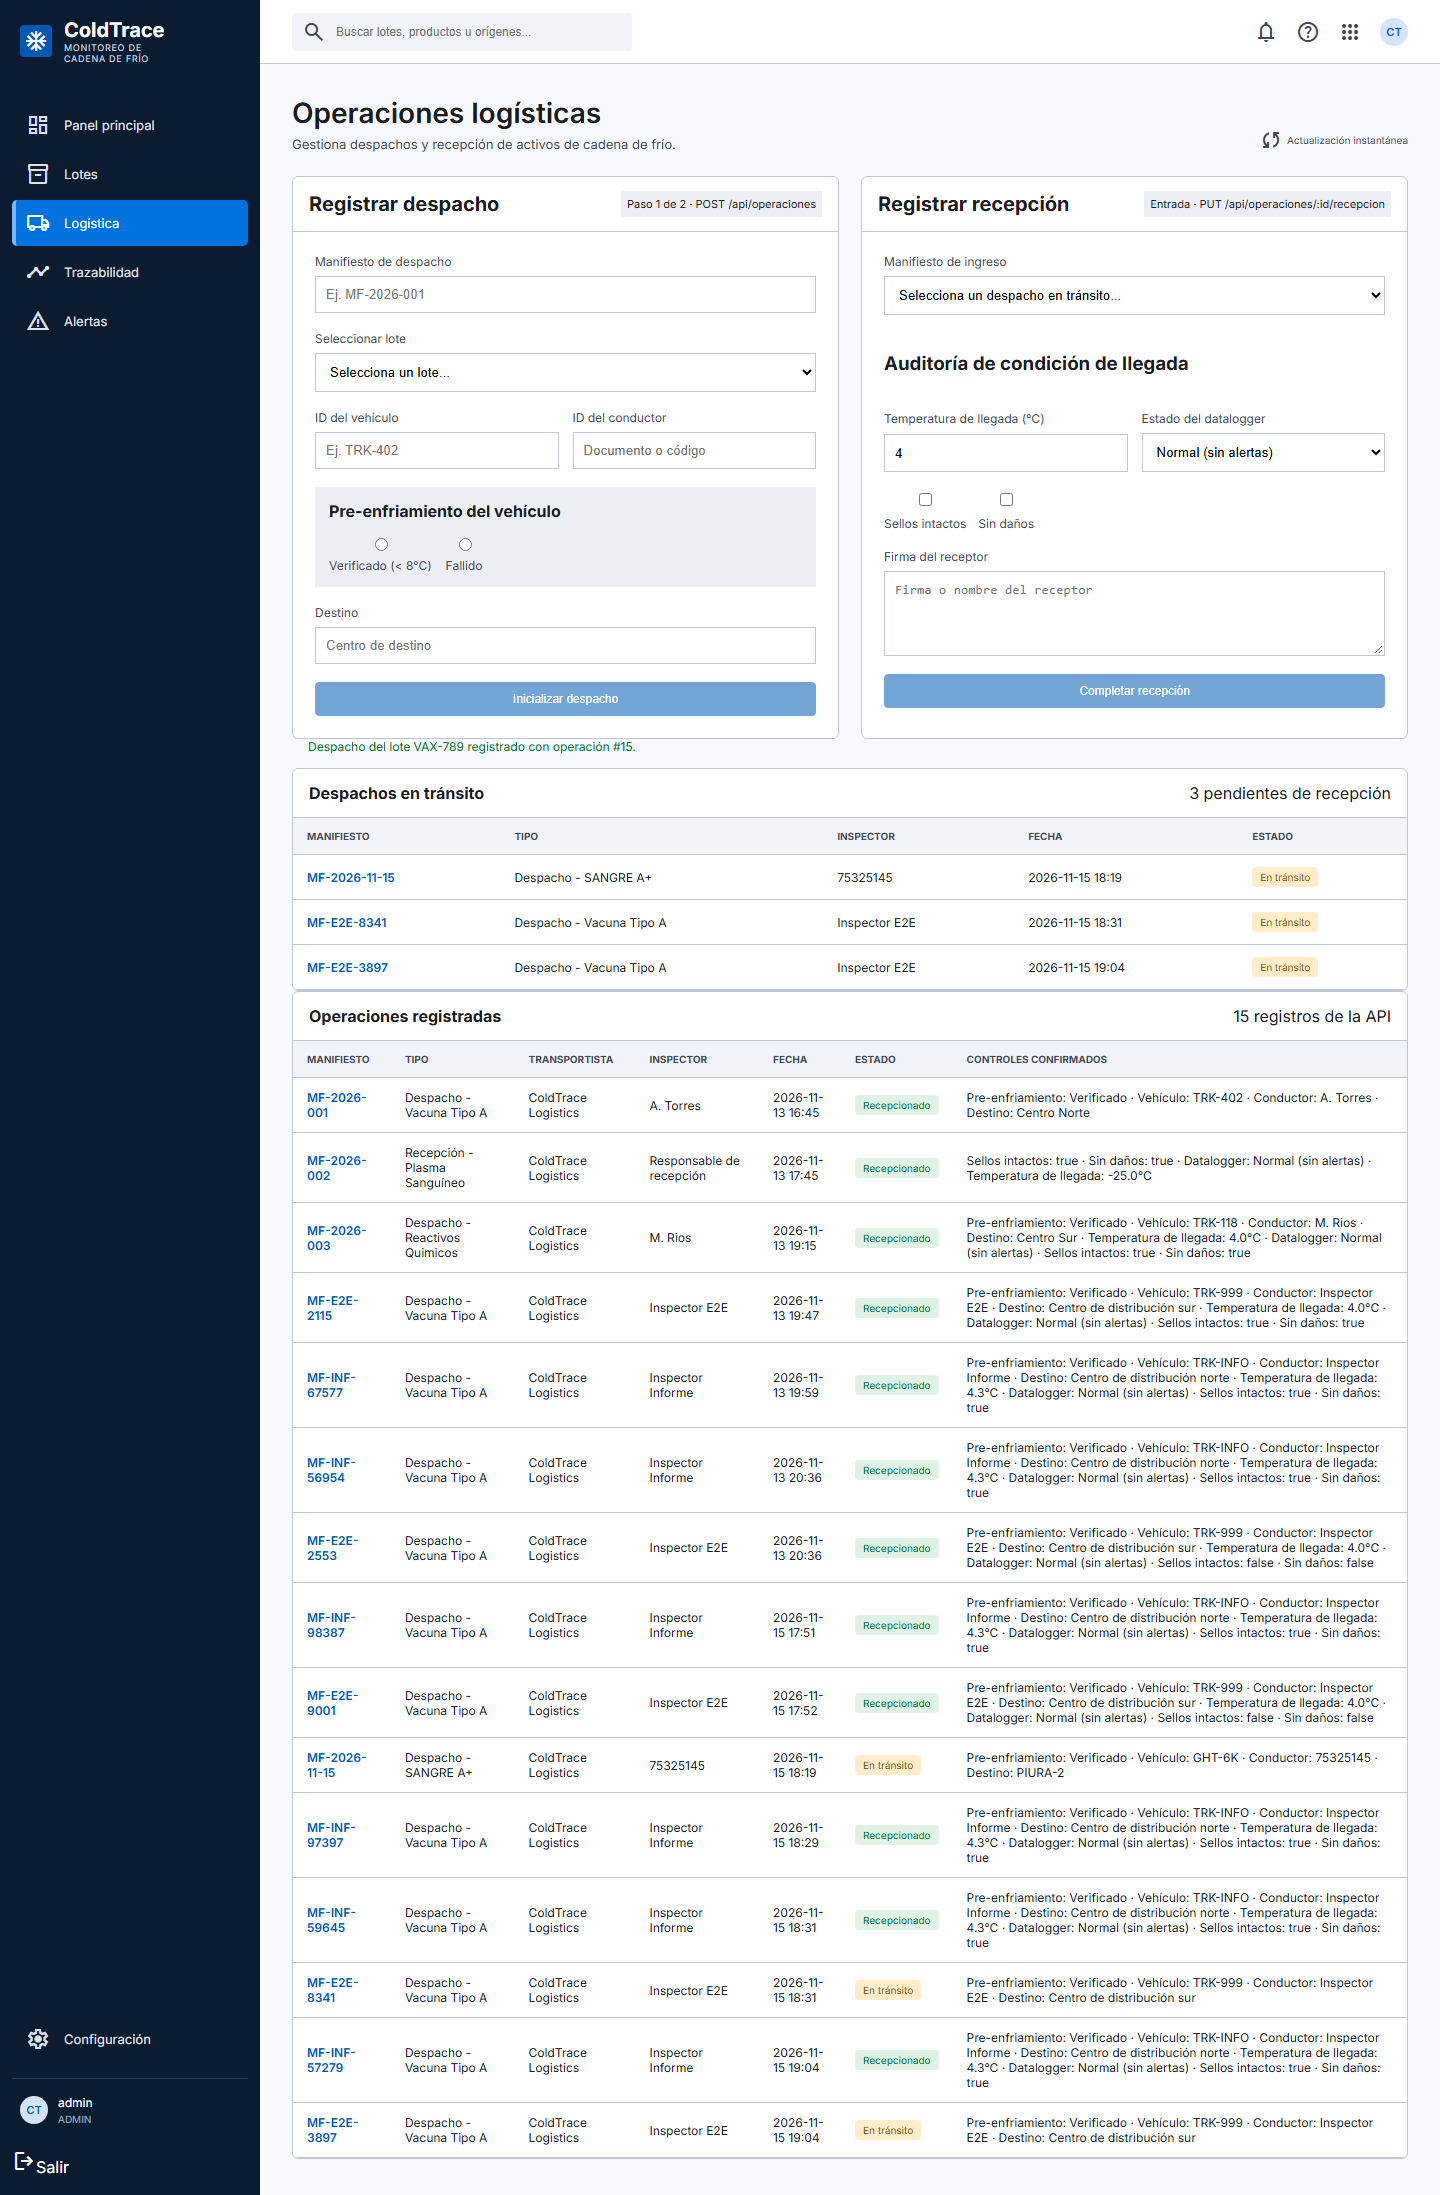 ColdTrace
MONITOREO DE
CADENA DE FRÍO
Panel principal
Lotes
Logística
Trazabilidad
Alertas
Configuración
CT
admin
ADMIN
Salir
Buscar lotes, productos u orígenes...
CT
Operaciones logísticas
Gestiona despachos y recepción de activos de cadena de frío.
Actualización instantánea
Registrar despacho
Paso 1 de 2 · POST /api/operaciones
Manifiesto de despacho
Ej. MF-2026-001
Seleccionar lote
Selecciona un lote...
ID del vehículo
ID del conductor
Ej. TRK-402
Documento o código
Pre-enfriamiento del vehículo
Verificado (< 8°C)
Fallido
Destino
Centro de destino
Inicializar despacho
Despacho del lote VAX-789 registrado con operación #15.
Registrar recepción
Entrada · PUT /api/operaciones/:id/recepcion
Manifiesto de ingreso
Selecciona un despacho en tránsito...
Auditoría de condición de llegada
Temperatura de llegada (°C)
Estado del datalogger
4
Normal (sin alertas)
Sellos intactos
Sin daños
Firma del receptor
Firma o nombre del receptor
Completar recepción
Despachos en tránsito
3 pendientes de recepción
MANIFIESTO TIPO INSPECTOR FECHA ESTADO
MF-2026-11-15 Despacho - SANGRE A+ 75325145 2026-11-15 18:19 En tránsito
MF-E2E-8341 Despacho - Vacuna Tipo A Inspector E2E 2026-11-15 18:31 En tránsito
MF-E2E-3897 Despacho - Vacuna Tipo A Inspector E2E 2026-11-15 19:04 En tránsito
Operaciones registradas
15 registros de la API
MANIFIESTO TIPO TRANSPORTISTA INSPECTOR FECHA ESTADO CONTROLES CONFIRMADOS
MF-2026-
001
Despacho -
Vacuna Tipo A
ColdTrace
Logistics
A. Torres
2026-11-
13 16:45
Recepcionado
Pre-enfriamiento: Verificado · Vehículo: TRK-402 · Conductor: A. Torres ·
Destino: Centro Norte
MF-2026-
002
Recepción -
Plasma
Sanguíneo
ColdTrace
Logistics
Responsable de
recepción
2026-11-
13 17:45
Recepcionado
Sellos intactos: true · Sin daños: true · Datalogger: Normal (sin alertas) ·
Temperatura de llegada: -25.0°C
MF-2026-
003
Despacho -
Reactivos
Quimicos
ColdTrace
Logistics
M. Rios
2026-11-
13 19:15
Recepcionado
Pre-enfriamiento: Verificado · Vehículo: TRK-118 · Conductor: M. Rios ·
Destino: Centro Sur · Temperatura de llegada: 4.0°C · Datalogger: Normal
(sin alertas) · Sellos intactos: true · Sin daños: true
MF-E2E-
2115
Despacho -
Vacuna Tipo A
ColdTrace
Logistics
Inspector E2E
2026-11-
13 19:47
Recepcionado
Pre-enfriamiento: Verificado · Vehículo: TRK-999 · Conductor: Inspector
E2E · Destino: Centro de distribución sur · Temperatura de llegada: 4.0°C ·
Datalogger: Normal (sin alertas) · Sellos intactos: true · Sin daños: true
MF-INF-
67577
Despacho -
Vacuna Tipo A
ColdTrace
Logistics
Inspector
Informe
2026-11-
13 19:59
Recepcionado
Pre-enfriamiento: Verificado · Vehículo: TRK-INFO · Conductor: Inspector
Informe · Destino: Centro de distribución norte · Temperatura de llegada:
4.3°C · Datalogger: Normal (sin alertas) · Sellos intactos: true · Sin daños:
true
MF-INF-
56954
Despacho -
Vacuna Tipo A
ColdTrace
Logistics
Inspector
Informe
2026-11-
13 20:36
Recepcionado
Pre-enfriamiento: Verificado · Vehículo: TRK-INFO · Conductor: Inspector
Informe · Destino: Centro de distribución norte · Temperatura de llegada:
4.3°C · Datalogger: Normal (sin alertas) · Sellos intactos: true · Sin daños:
true
MF-E2E-
2553
Despacho -
Vacuna Tipo A
ColdTrace
Logistics
Inspector E2E
2026-11-
13 20:36
Recepcionado
Pre-enfriamiento: Verificado · Vehículo: TRK-999 · Conductor: Inspector
E2E · Destino: Centro de distribución sur · Temperatura de llegada: 4.0°C ·
Datalogger: Normal (sin alertas) · Sellos intactos: false · Sin daños: false
MF-INF-
98387
Despacho -
Vacuna Tipo A
ColdTrace
Logistics
Inspector
Informe
2026-11-
15 17:51
Recepcionado
Pre-enfriamiento: Verificado · Vehículo: TRK-INFO · Conductor: Inspector
Informe · Destino: Centro de distribución norte · Temperatura de llegada:
4.3°C · Datalogger: Normal (sin alertas) · Sellos intactos: true · Sin daños:
true
MF-E2E-
9001
Despacho -
Vacuna Tipo A
ColdTrace
Logistics
Inspector E2E
2026-11-
15 17:52
Recepcionado
Pre-enfriamiento: Verificado · Vehículo: TRK-999 · Conductor: Inspector
E2E · Destino: Centro de distribución sur · Temperatura de llegada: 4.0°C ·
Datalogger: Normal (sin alertas) · Sellos intactos: false · Sin daños: false
MF-2026-
11-15
Despacho -
SANGRE A+
ColdTrace
Logistics
75325145
2026-11-
15 18:19
En tránsito
Pre-enfriamiento: Verificado · Vehículo: GHT-6K · Conductor: 75325145 ·
Destino: PIURA-2
MF-INF-
97397
Despacho -
Vacuna Tipo A
ColdTrace
Logistics
Inspector
Informe
2026-11-
15 18:29
Recepcionado
Pre-enfriamiento: Verificado · Vehículo: TRK-INFO · Conductor: Inspector
Informe · Destino: Centro de distribución norte · Temperatura de llegada:
4.3°C · Datalogger: Normal (sin alertas) · Sellos intactos: true · Sin daños:
true
MF-INF-
59645
Despacho -
Vacuna Tipo A
ColdTrace
Logistics
Inspector
Informe
2026-11-
15 18:31
Recepcionado
Pre-enfriamiento: Verificado · Vehículo: TRK-INFO · Conductor: Inspector
Informe · Destino: Centro de distribución norte · Temperatura de llegada:
4.3°C · Datalogger: Normal (sin alertas) · Sellos intactos: true · Sin daños:
true
MF-E2E-
8341
Despacho -
Vacuna Tipo A
ColdTrace
Logistics
Inspector E2E
2026-11-
15 18:31
En tránsito
Pre-enfriamiento: Verificado · Vehículo: TRK-999 · Conductor: Inspector
E2E · Destino: Centro de distribución sur
MF-INF-
57279
Despacho -
Vacuna Tipo A
ColdTrace
Logistics
Inspector
Informe
2026-11-
15 19:04
Recepcionado
Pre-enfriamiento: Verificado · Vehículo: TRK-INFO · Conductor: Inspector
Informe · Destino: Centro de distribución norte · Temperatura de llegada:
4.3°C · Datalogger: Normal (sin alertas) · Sellos intactos: true · Sin daños:
true
MF-E2E-
3897
Despacho -
Vacuna Tipo A
ColdTrace
Logistics
Inspector E2E
2026-11-
15 19:04
En tránsito
Pre-enfriamiento: Verificado · Vehículo: TRK-999 · Conductor: Inspector
E2E · Destino: Centro de distribución sur